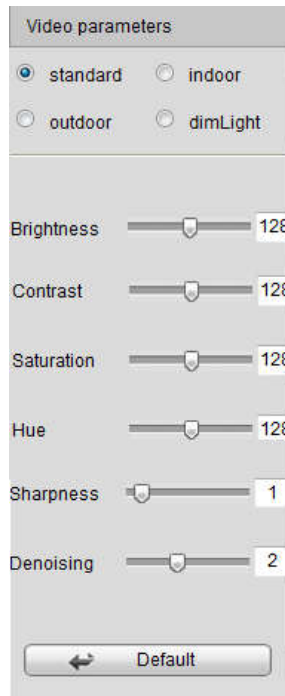 Video parameters
standard indoor
outdoor dimLight
Brightness 128
Contrast 128
Saturation 128
Hue 128
Sharpness 1
Denoising 2
Default